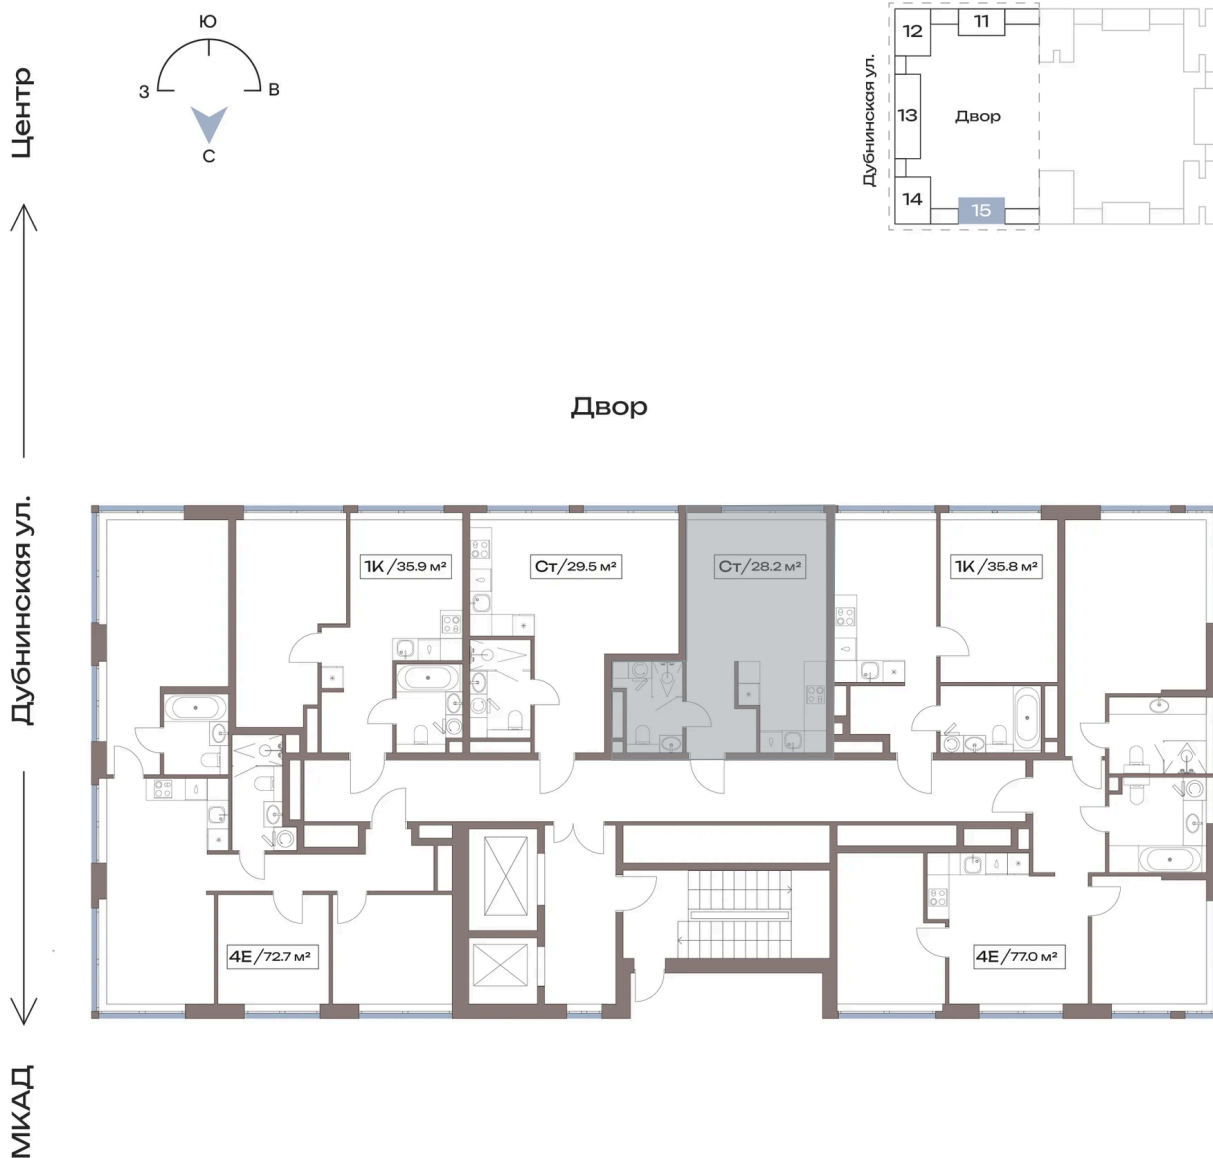 Ю
З
В
С
Центр
Дубнинская ул.
МКАД
12
11
13
Двор
14
15
Дубнинская ул.
Двор
1К / 35.9 м²
Ст / 29.5 м²
Ст / 28.2 м²
1К / 35.8 м²
4Е / 72.7 м²
4Е / 77.0 м²